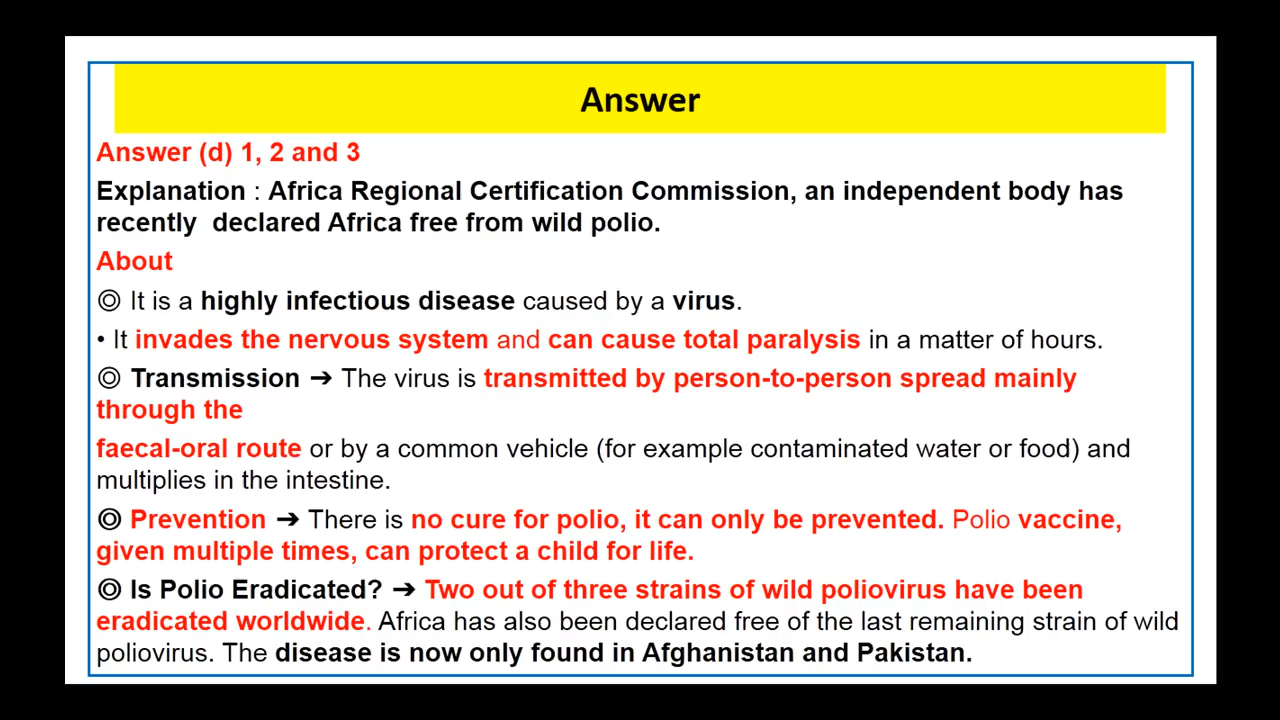 Answer
Answer (d) 1, 2 and 3
Explanation : Africa Regional Certification Commission, an independent body has
recently  declared Africa free from wild polio.
About
◎ It is a highly infectious disease caused by a virus.
• It invades the nervous system and can cause total paralysis in a matter of hours.
◎ Transmission ➔ The virus is transmitted by person-to-person spread mainly
through the
faecal-oral route or by a common vehicle (for example contaminated water or food) and
multiplies in the intestine.
◎ Prevention ➔ There is no cure for polio, it can only be prevented. Polio vaccine,
given multiple times, can protect a child for life.
◎ Is Polio Eradicated? ➔ Two out of three strains of wild poliovirus have been
eradicated worldwide. Africa has also been declared free of the last remaining strain of wild
poliovirus. The disease is now only found in Afghanistan and Pakistan.